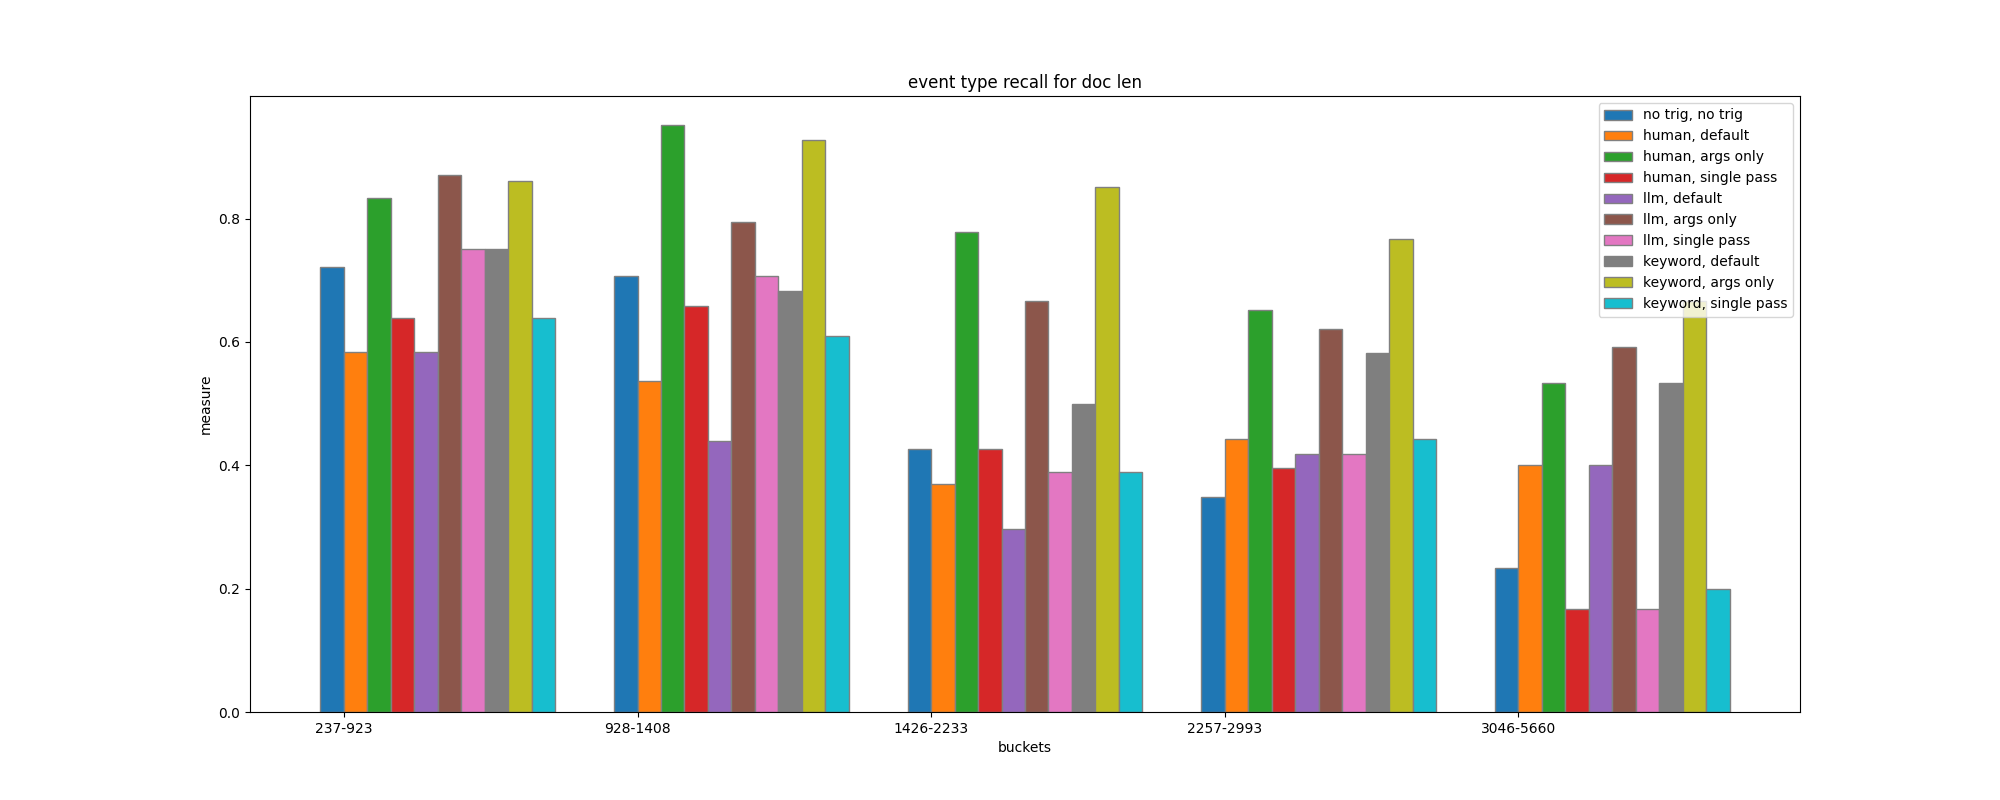 event type recall for doc len
no trig, no trig
human, default
human, args only
human, single pass
llm, default
llm, args only
llm, single pass
keyword, default
keyword, args only
keyword, single pass
measure
0.8
0.6
0.4
0.2
0.0
237-923 928-1408 1426-2233 2257-2993 3046-5660
buckets